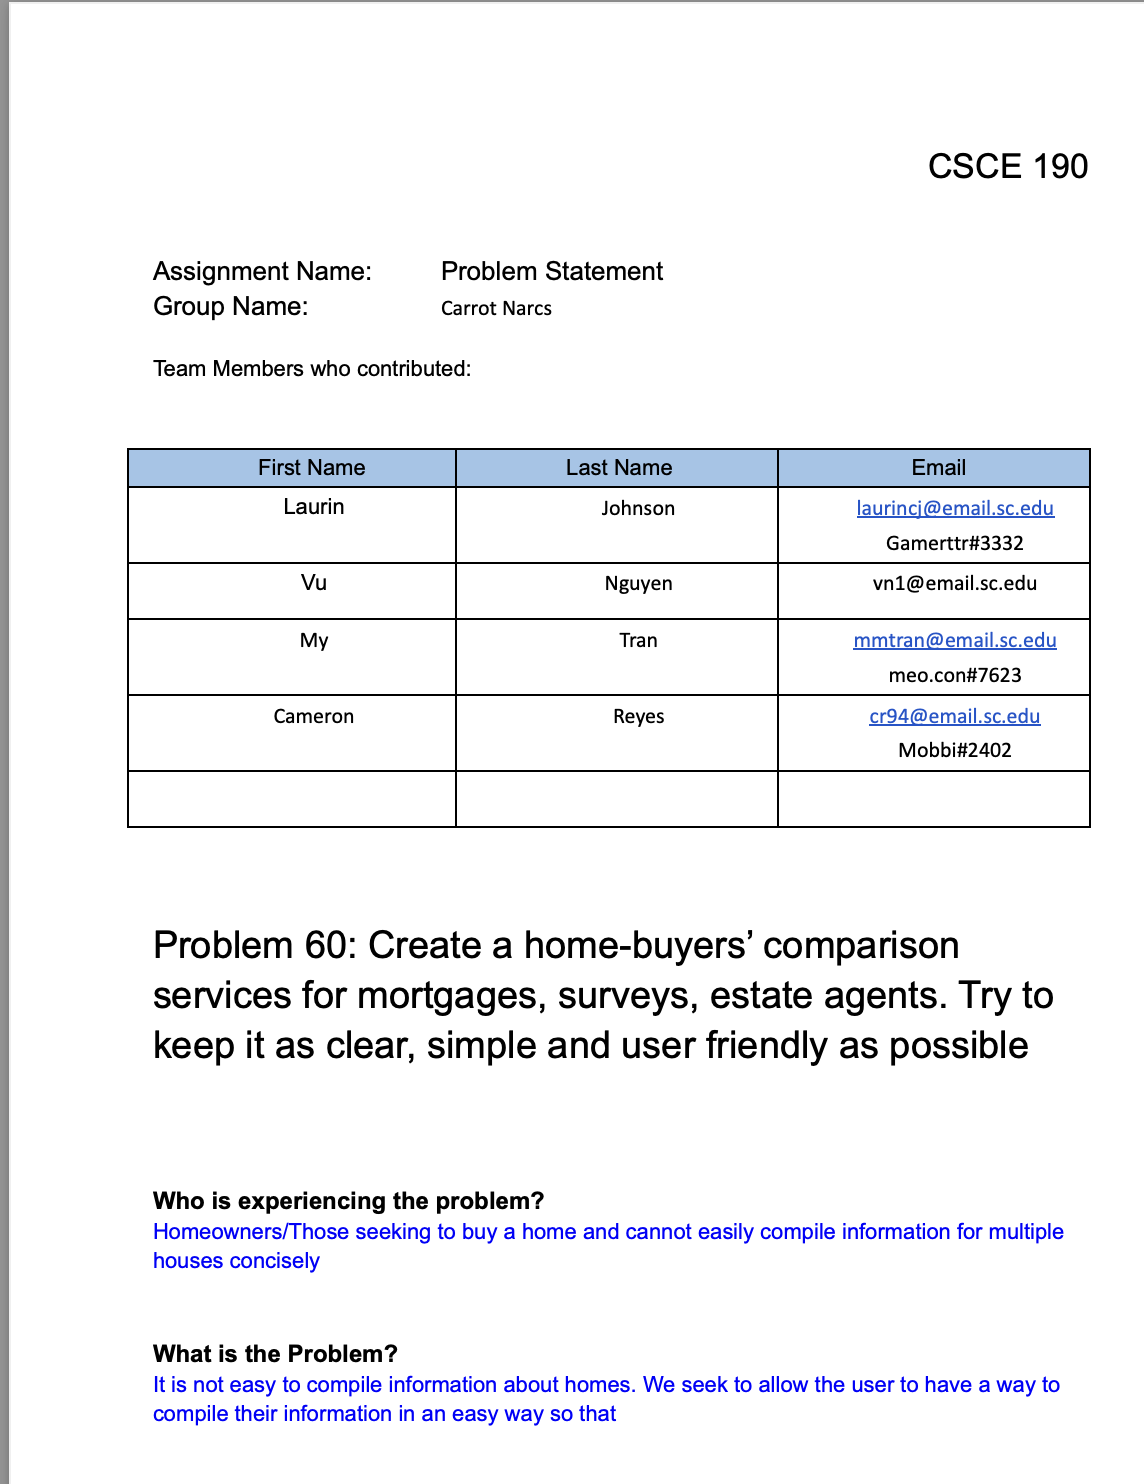 CSCE 190
Assignment Name: Problem Statement
Group Name: Carrot Narcs
Team Members who contributed:
First Name Last Name Email
Laurin Johnson laurincj@email.sc.edu
Gamerttr#3332
Vu Nguyen vn1@email.sc.edu
My Tran mmtran@email.sc.edu
meo.con#7623
Cameron Reyes cr94@email.sc.edu
Mobbi#2402
Problem 60: Create a home-buyers’ comparison
services for mortgages, surveys, estate agents. Try to
keep it as clear, simple and user friendly as possible
Who is experiencing the problem?
Homeowners/Those seeking to buy a home and cannot easily compile information for multiple
houses concisely
What is the Problem?
It is not easy to compile information about homes. We seek to allow the user to have a way to
compile their information in an easy way so that